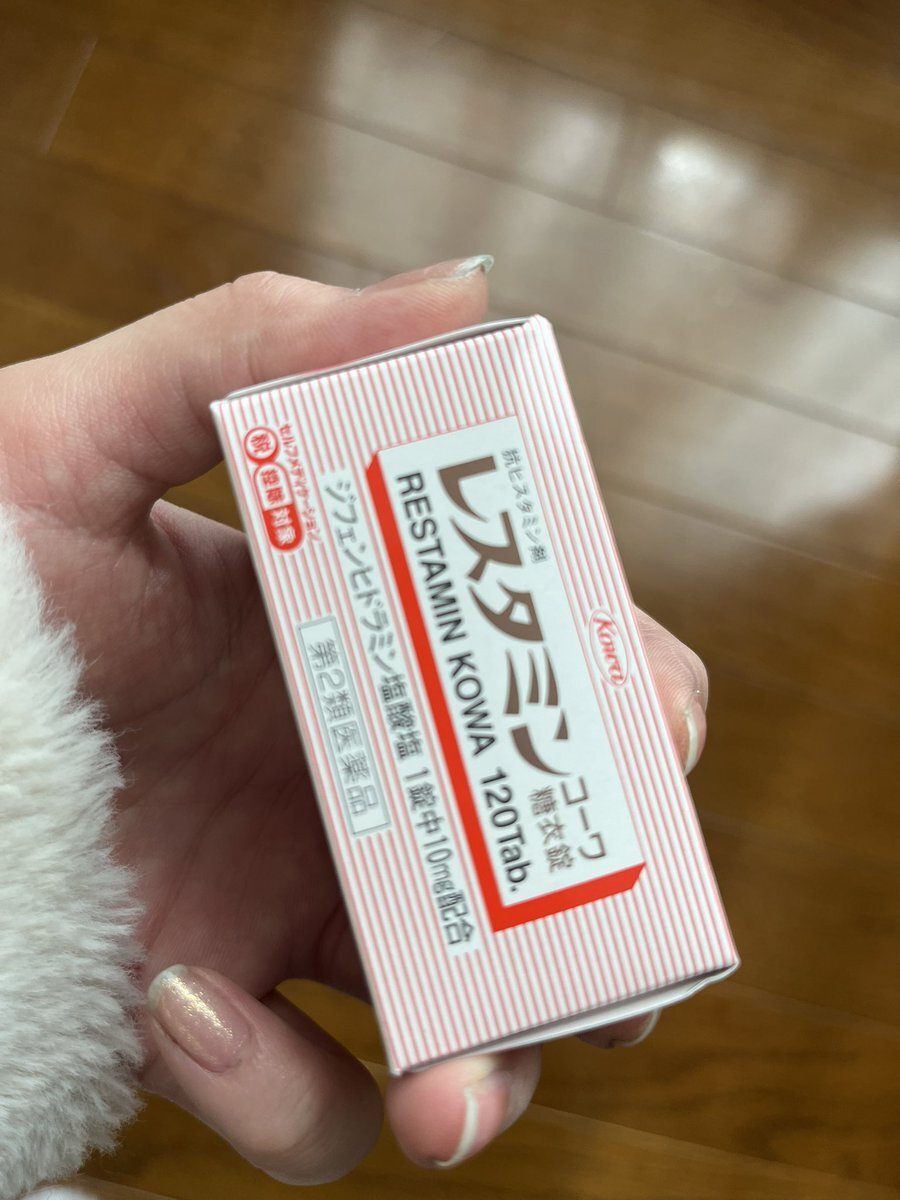 Kowa
抗ヒスタミン剤
レスタミン コーワ 糖衣錠
RESTAMIN KOWA 120Tab.
ジフェンヒドラミン塩酸塩 1錠中10mg配合
第2類医薬品
セルフメディケーション
税 控除 対象